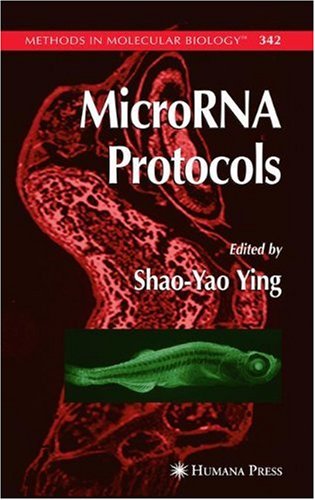 METHODS IN MOLECULAR BIOLOGY™ 342
MicroRNA
Protocols
Edited by
Shao-Yao Ying
HUMANA PRESS